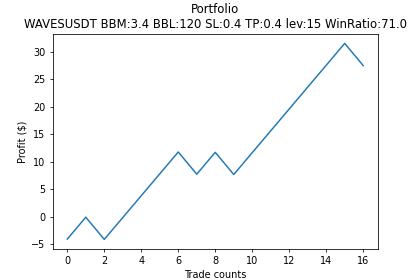 Portfolio
WAVESUSDT BBM:3.4 BBL:120 SL:0.4 TP:0.4 lev:15 WinRatio:71.0
30
25
20
15
10
5
0
−5
Profit ($)
0 2 4 6 8 10 12 14 16
Trade counts